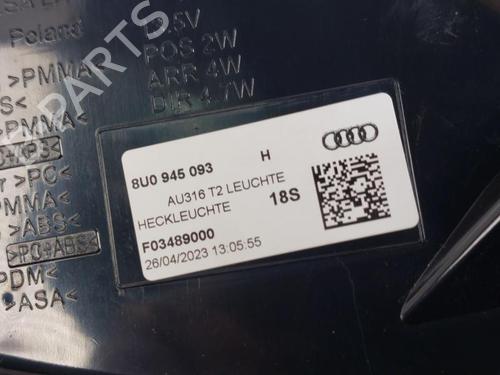 .5V
Poland
POS 2W
ARR 4W
DIR 4.7W
>PMMA<
>PMMA<
>PC<
PMMA<
>ABS<
>PC+ABS<
PDM<
>ASA<
8U0 945 093 H
AU316 T2 LEUCHTE
HECKLEUCHTE 18S
F03489000
26/04/2023 13:05:55
B-PARTS